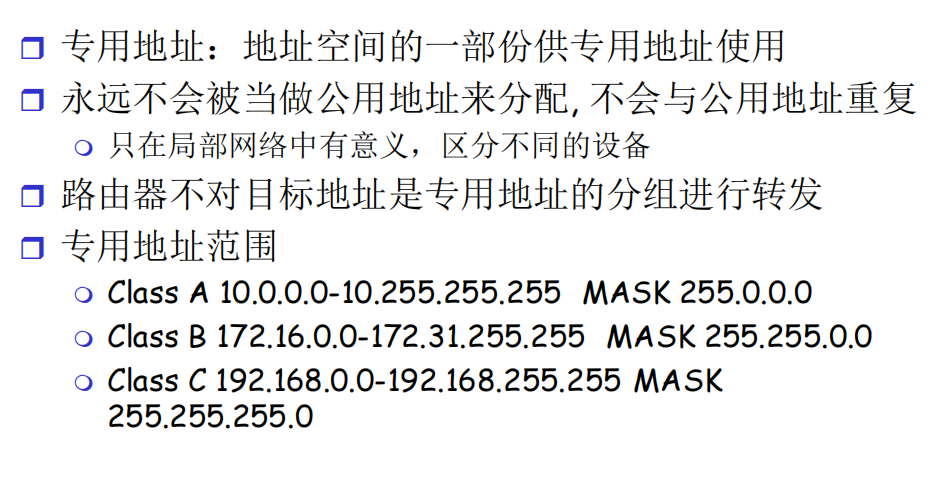 专用地址：地址空间的一部份供专用地址使用
永远不会被当做公用地址来分配, 不会与公用地址重复
只在局部网络中有意义，区分不同的设备
路由器不对目标地址是专用地址的分组进行转发
专用地址范围
Class A 10.0.0.0-10.255.255.255 MASK 255.0.0.0
Class B 172.16.0.0-172.31.255.255 MASK 255.255.0.0
Class C 192.168.0.0-192.168.255.255 MASK
255.255.255.0